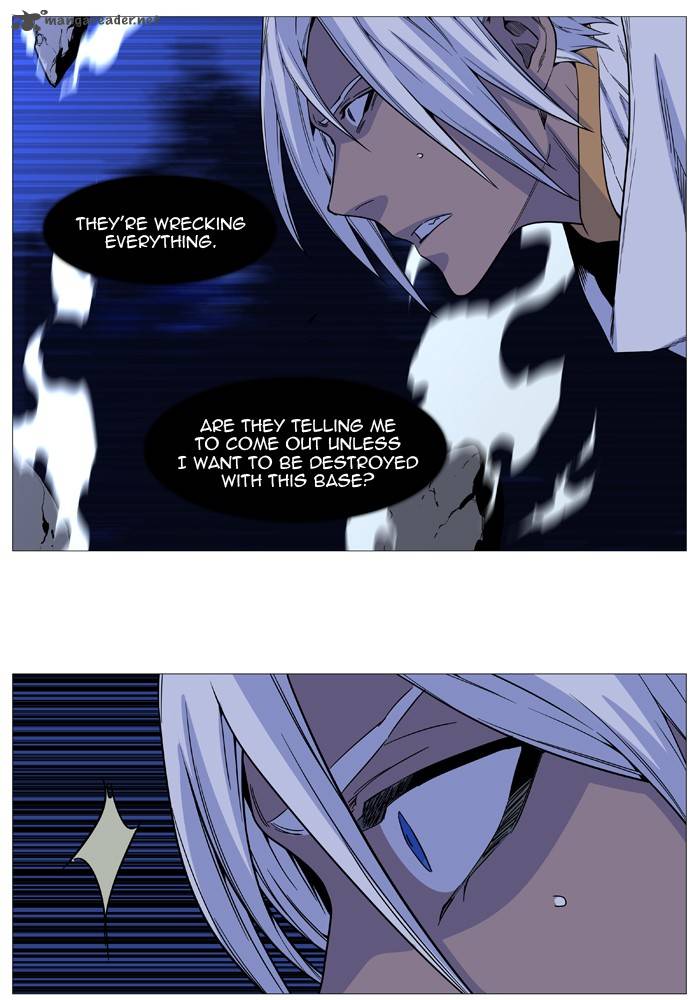 mangareader.net
THEY'RE WRECKING
EVERYTHING.
ARE THEY TELLING ME
TO COME OUT UNLESS
I WANT TO BE DESTROYED
WITH THIS BASE?